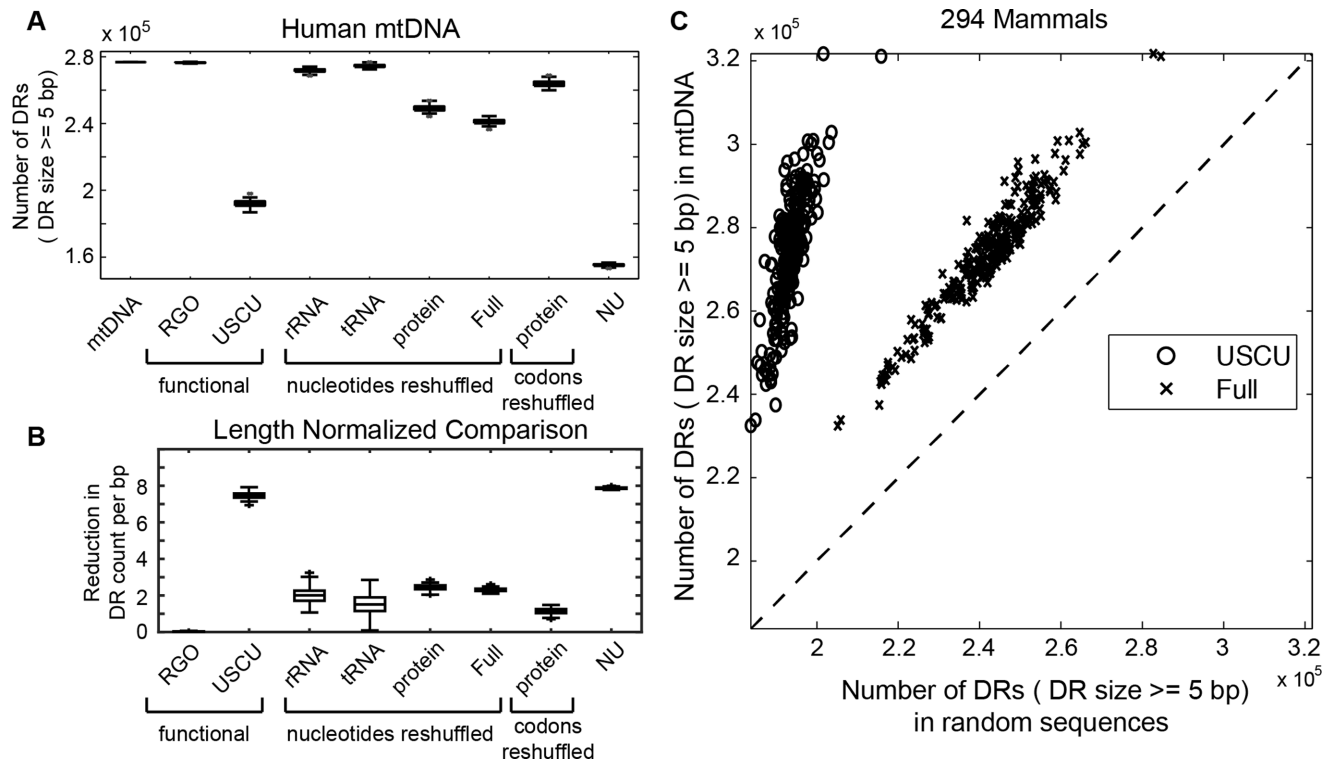 A
x 10^5
Human mtDNA
Number of DRs
( DR size >= 5 bp)
2.8
2.4
2
1.6
mtDNA
RGO
USCU
rRNA
tRNA
protein
Full
protein
NU
functional
nucleotides reshuffled
codons
reshuffled
B
Length Normalized Comparison
Reduction in
DR count per bp
8
6
4
2
0
RGO
USCU
rRNA
tRNA
protein
Full
protein
NU
functional
nucleotides reshuffled
codons
reshuffled
C
x 10^5
294 Mammals
Number of DRs ( DR size >= 5 bp) in mtDNA
3.2
3
2.8
2.6
2.4
2.2
2
USCU
Full
2
2.2
2.4
2.6
2.8
3
3.2
x 10^5
Number of DRs ( DR size >= 5 bp)
in random sequences